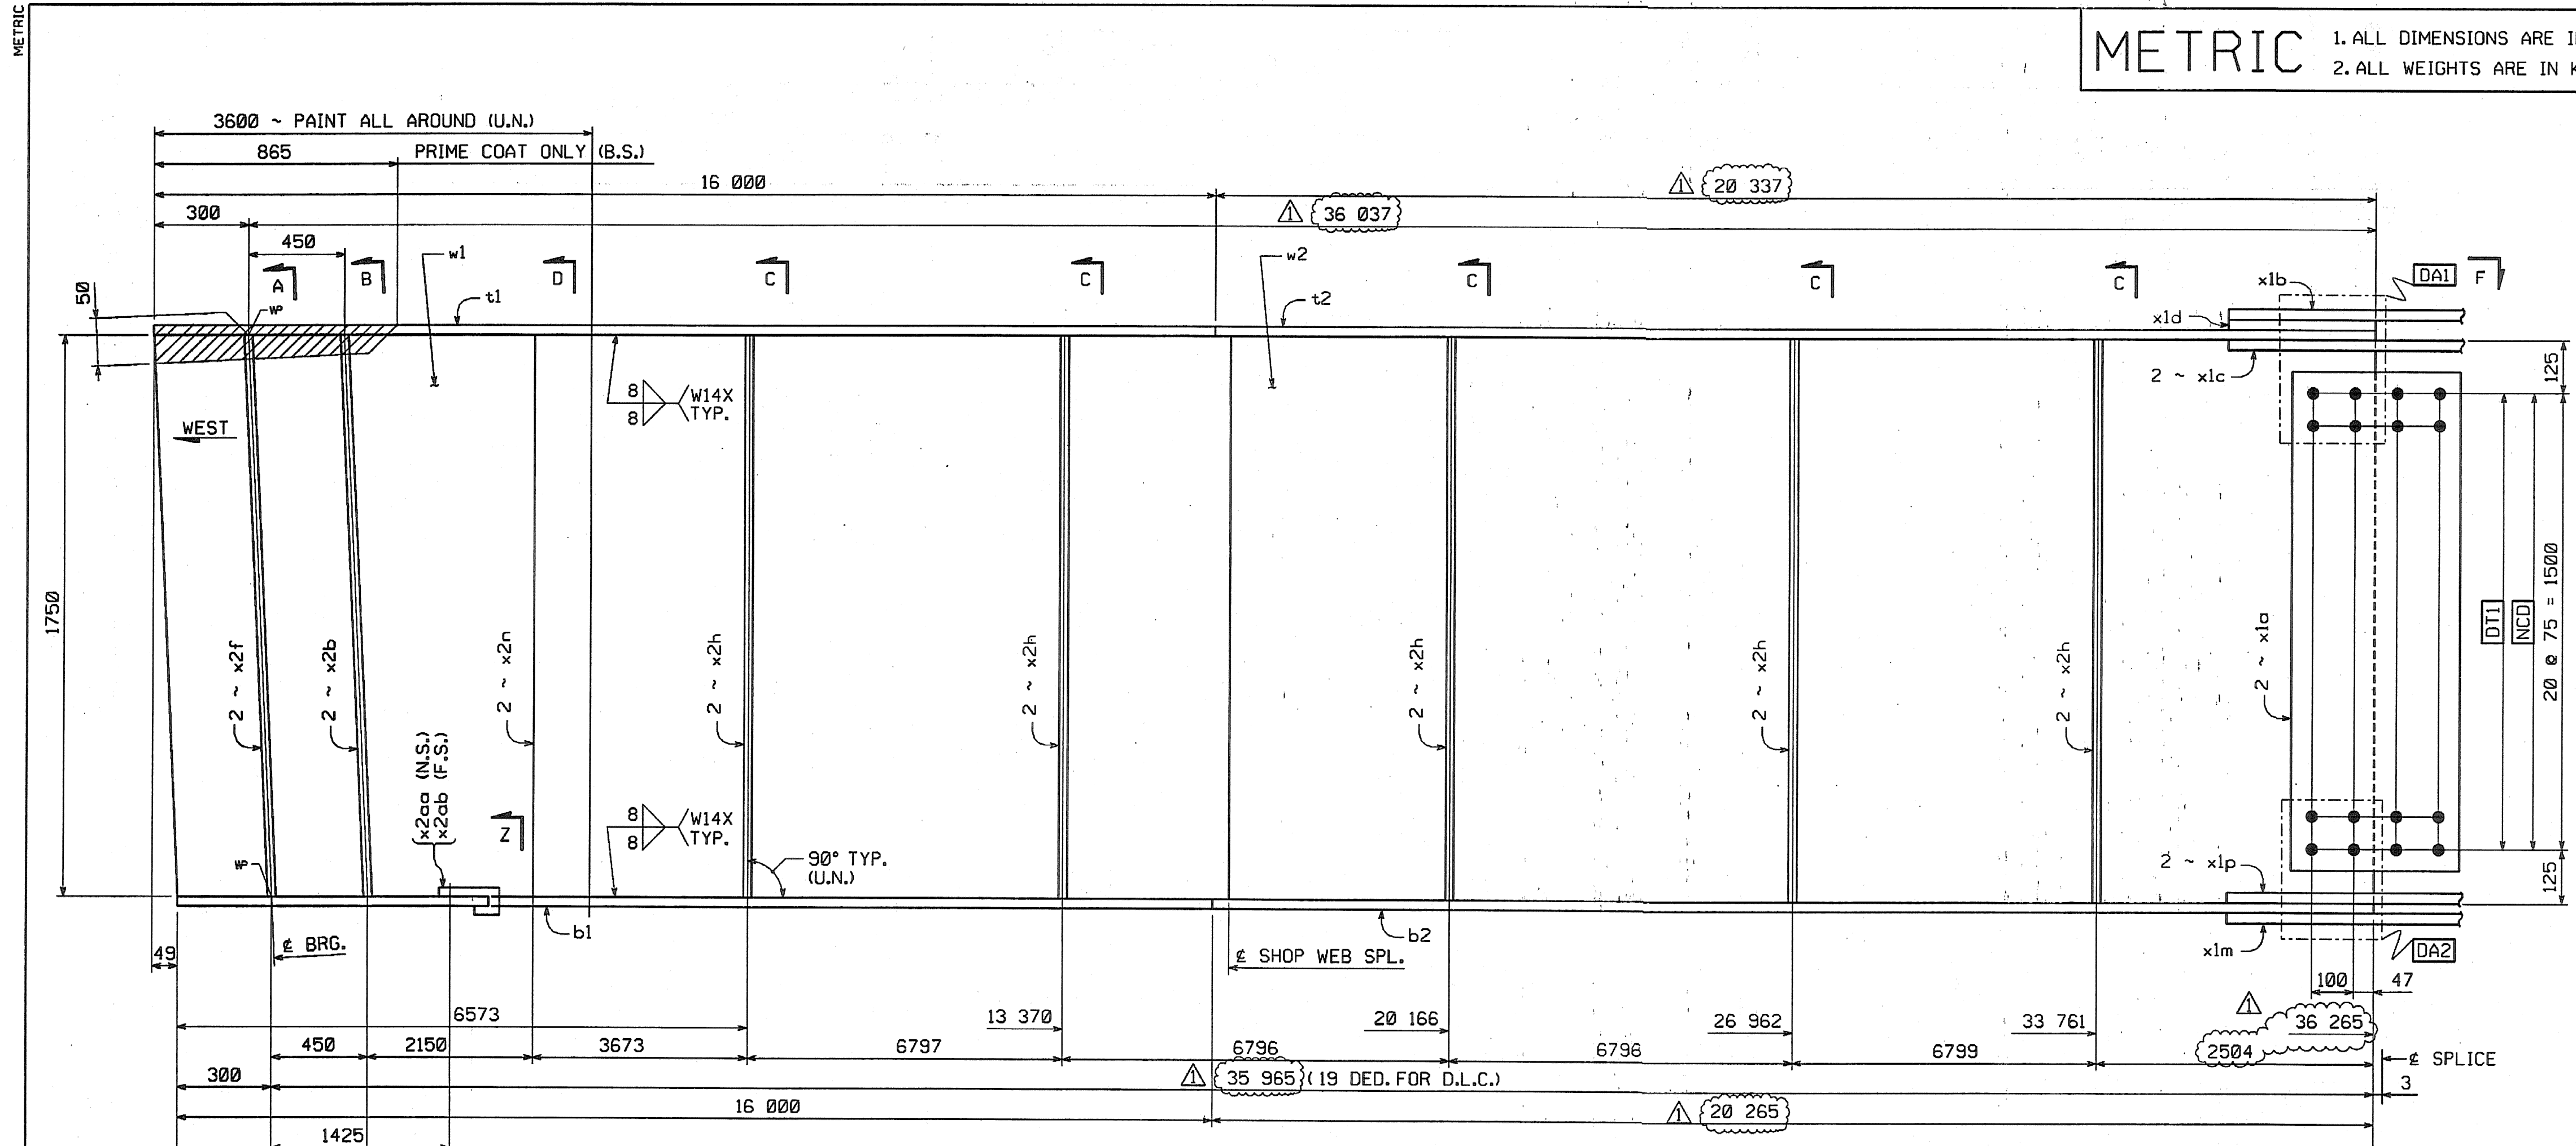 METRIC
METRIC
1. ALL DIMENSIONS ARE I
2. ALL WEIGHTS ARE IN K
3600 ~ PAINT ALL AROUND (U.N.)
865
PRIME COAT ONLY (B.S.)
16 000
1 20 337
300
1 36 037
450
50
A
B
w1
D
C
C
w2
C
C
C
x1b
DA1
F
WP
t1
t2
x1d
2 ~ x1c
125
8
8
W14X
TYP.
WEST
1750
2 ~ x2f
2 ~ x2b
2 ~ x2n
2 ~ x2h
2 ~ x2h
2 ~ x2h
2 ~ x2h
2 ~ x2h
2 ~ x1a
DT1
NCD
20 @ 75 = 1500
x2aa (N.S.)
x2ab (F.S.)
Z
8
8
W14X
TYP.
90° TYP.
(U.N.)
WP
2 ~ x1p
125
b1
b2
x1m
DA2
49
₵ BRG.
₵ SHOP WEB SPL.
100
47
6573
13 370
20 166
26 962
33 761
1
36 265
450
2150
3673
6797
6796
6796
6799
2504
₵ SPLICE
300
1 35 965 (19 DED. FOR D.L.C.)
3
16 000
1 20 265
1425